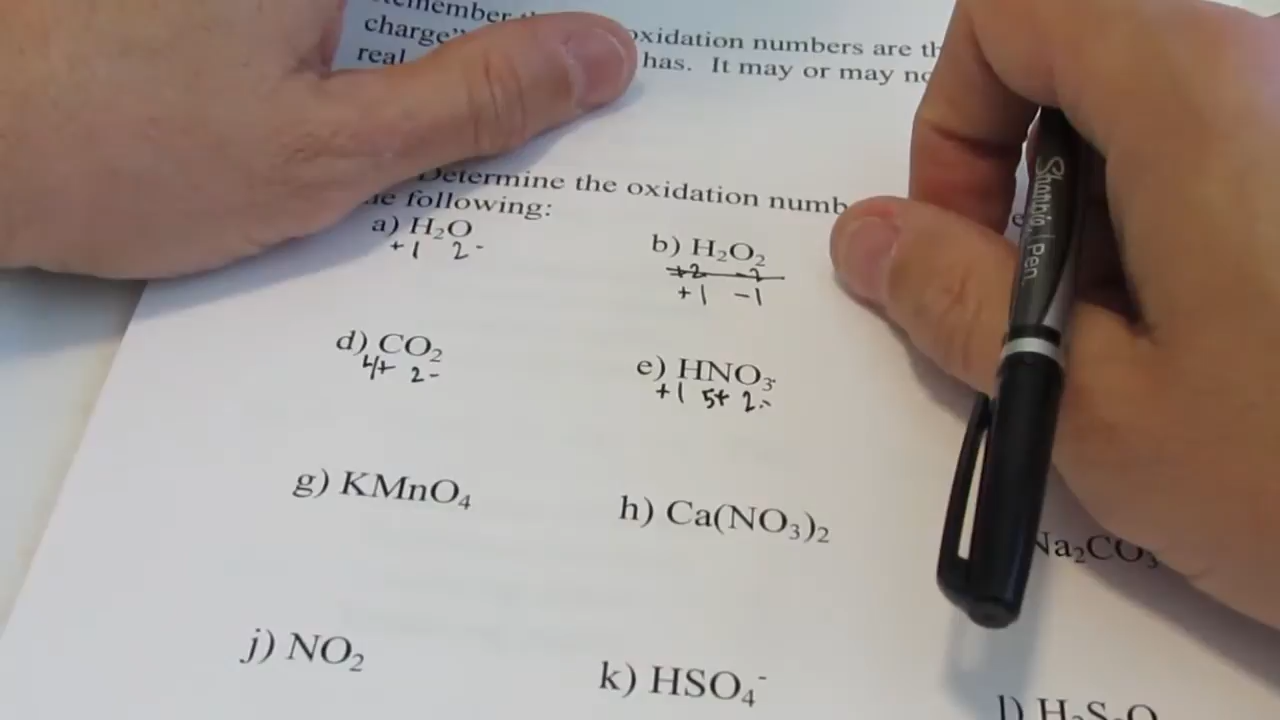 charge" oxidation numbers are
real has. It may or may
Determine the oxidation
following:
a) H₂O
+1 2-
b) H₂O₂
+2 -2
+1 -1
d) CO₂
4+ 2-
e) HNO₃
+1 5+ 2-
g) KMnO₄
h) Ca(NO₃)₂
Na₂CO₃
j) NO₂
k) HSO₄⁻
l)
Sharpie Pen